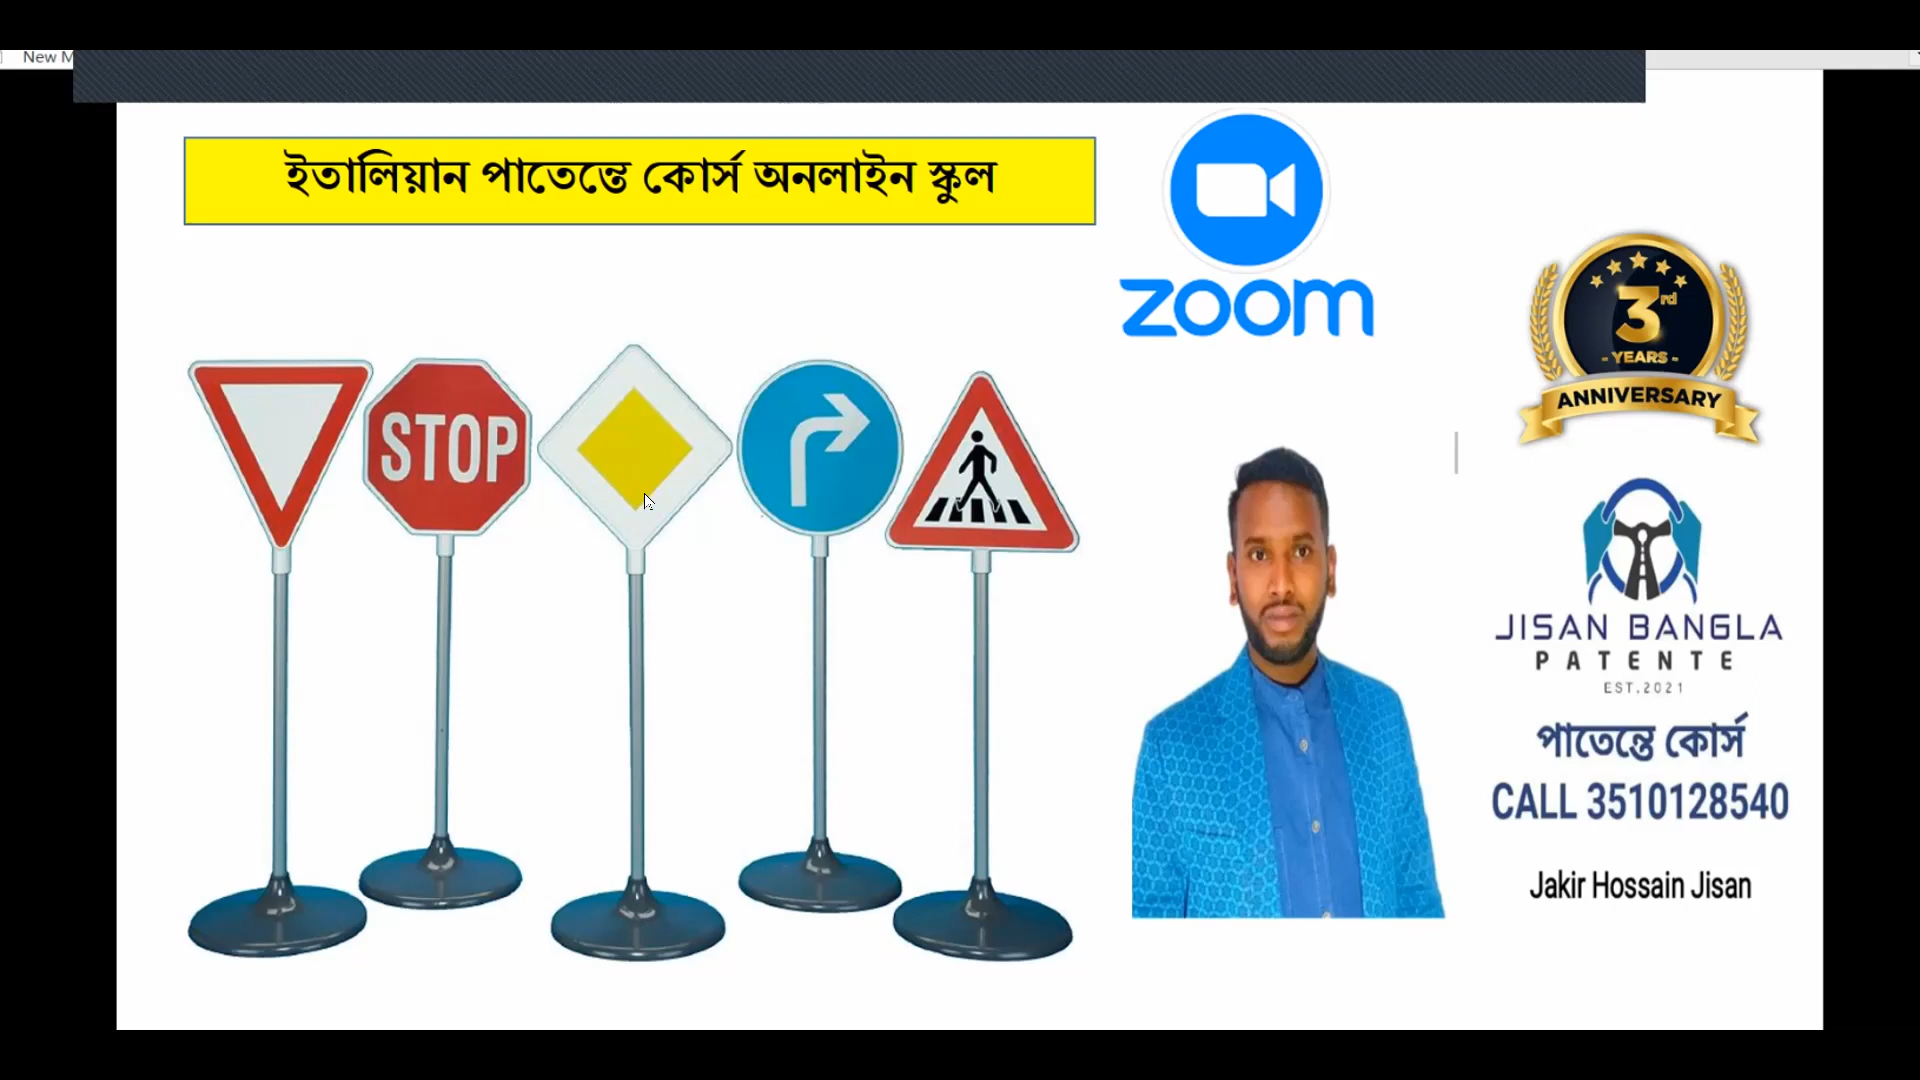 New M
ইতালিয়ান পাতেন্তে কোর্স অনলাইন স্কুল
zoom
3rd
- YEARS -
ANNIVERSARY
STOP
JISAN BANGLA
PATENTE
EST.2021
পাতেন্তে কোর্স
CALL 3510128540
Jakir Hossain Jisan